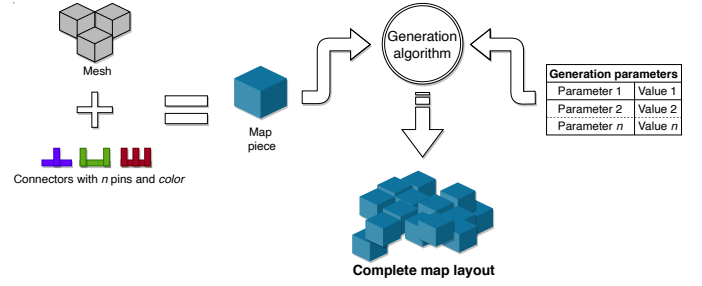 Mesh
Connectors with n pins and color
Map
piece
Generation
algorithm
Generation parameters
Parameter 1 Value 1
Parameter 2 Value 2
Parameter n Value n
Complete map layout